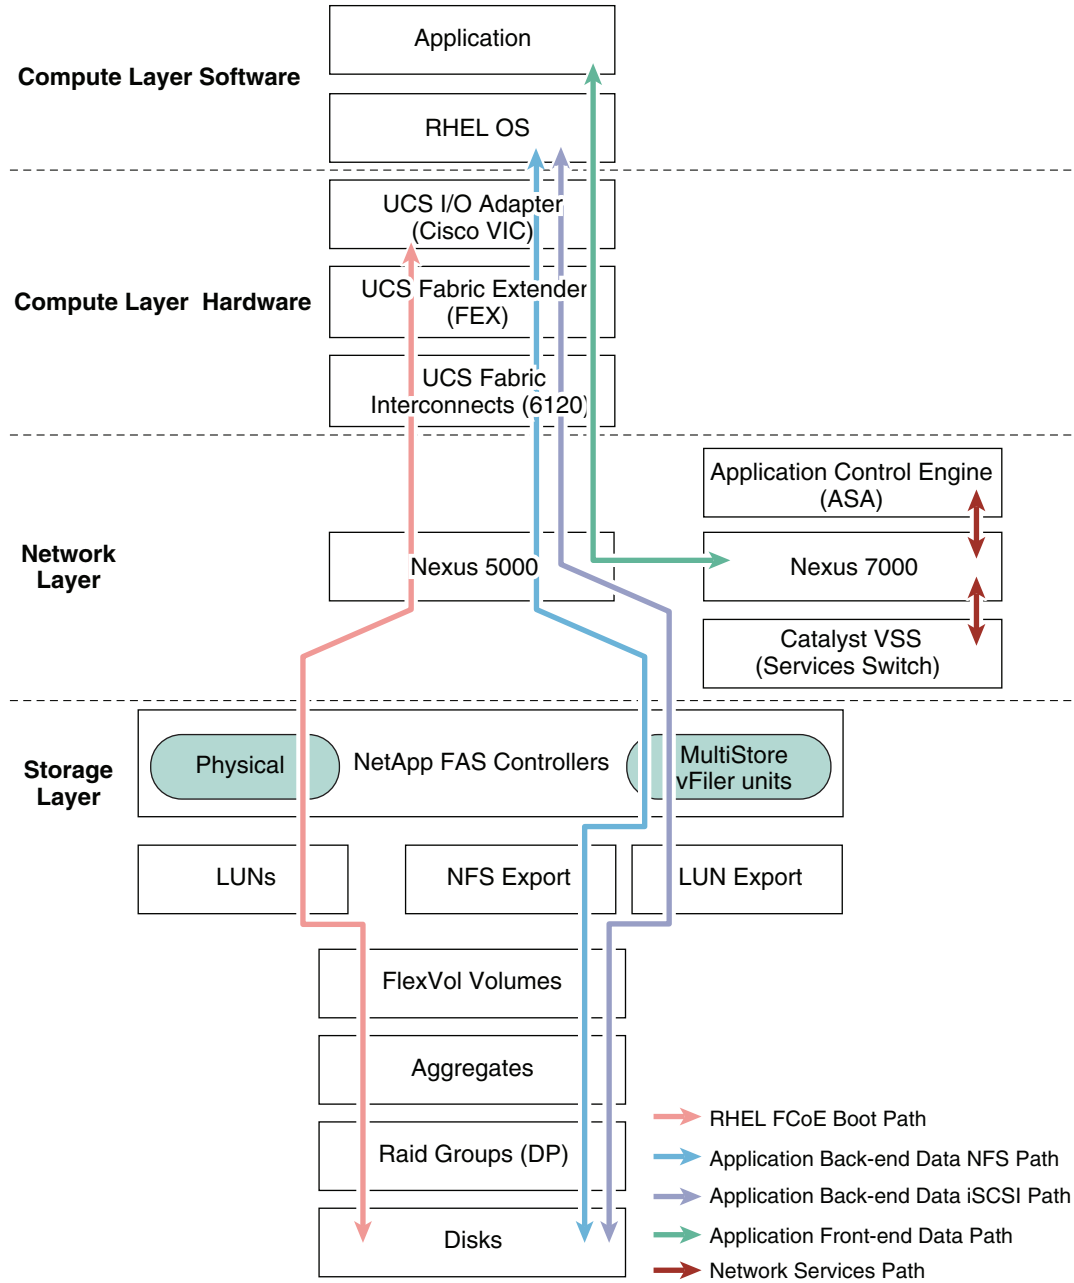 Application
Compute Layer Software
RHEL OS
UCS I/O Adapter
(Cisco VIC)
Compute Layer Hardware
UCS Fabric Extender
(FEX)
UCS Fabric
Interconnects (6120)
Application Control Engine
(ASA)
Network
Layer
Nexus 5000
Nexus 7000
Catalyst VSS
(Services Switch)
Storage
Layer
Physical
NetApp FAS Controllers
MultiStore
vFiler units
LUNs
NFS Export
LUN Export
FlexVol Volumes
Aggregates
Raid Groups (DP)
Disks
RHEL FCoE Boot Path
Application Back-end Data NFS Path
Application Back-end Data iSCSI Path
Application Front-end Data Path
Network Services Path